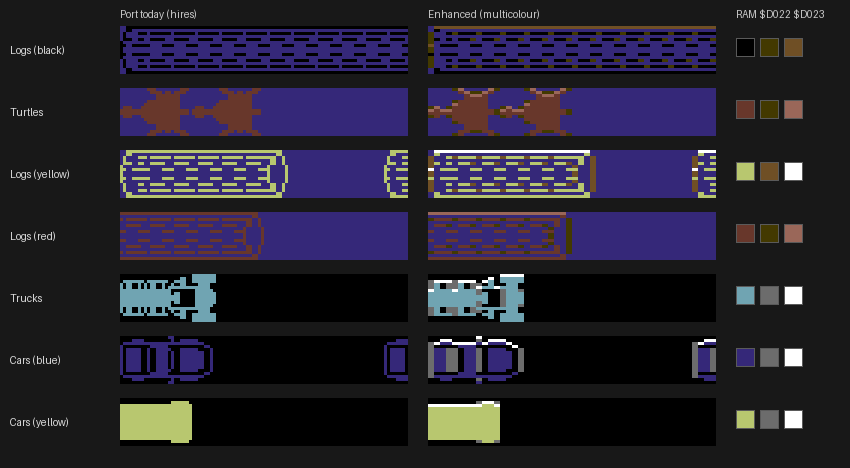 Port today (hires) Enhanced (multicolour) RAM $D022 $D023
Logs (black)
Turtles
Logs (yellow)
Logs (red)
Trucks
Cars (blue)
Cars (yellow)